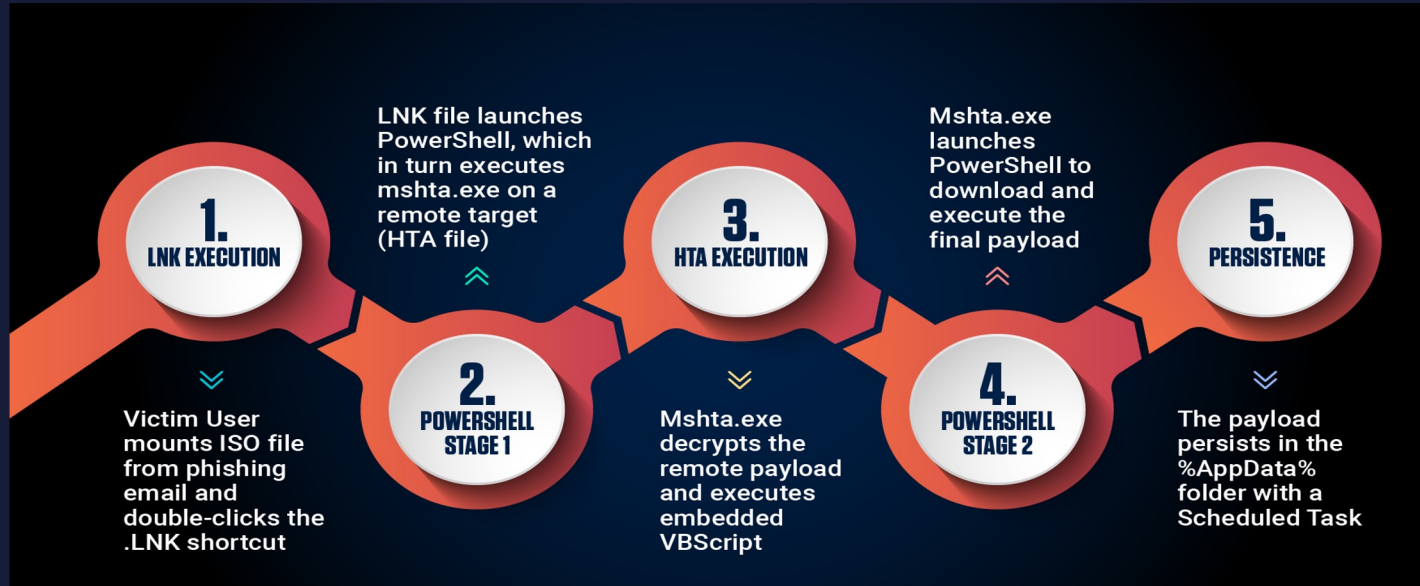 1.
LNK EXECUTION
Victim User
mounts ISO file
from phishing
email and
double-clicks the
.LNK shortcut
LNK file launches
PowerShell, which
in turn executes
mshta.exe on a
remote target
(HTA file)
2.
POWERSHELL
STAGE 1
3.
HTA EXECUTION
Mshta.exe
decrypts the
remote payload
and executes
embedded
VBScript
Mshta.exe
launches
PowerShell to
download and
execute the
final payload
4.
POWERSHELL
STAGE 2
5.
PERSISTENCE
The payload
persists in the
%AppData%
folder with a
Scheduled Task